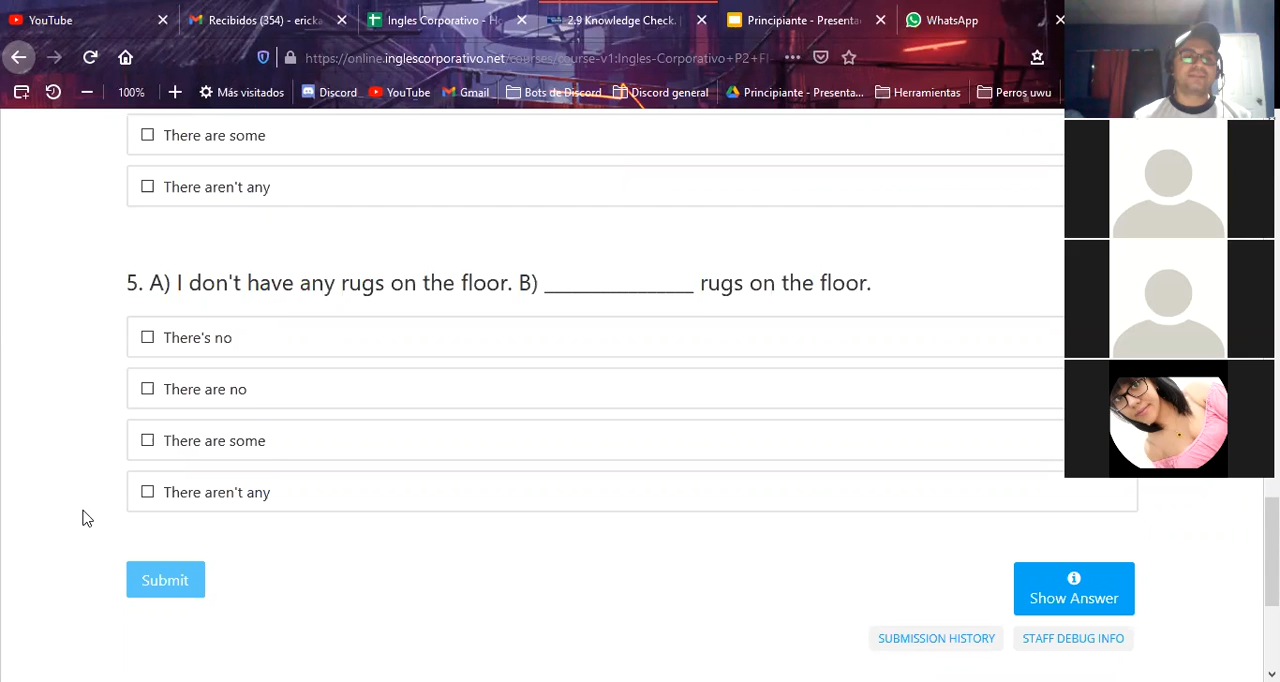 YouTube
Recibidos (354) - ericka
Ingles Corporativo - Ho
2.9 Knowledge Check.
Principiante - Presenta
WhatsApp
https://online.inglescorporativo.net/courses/course-v1:Ingles-Corporativo+P2+FI
100%
Más visitados
Discord
YouTube
Gmail
Bots de Discord
Discord general
Principiante - Presenta...
Herramientas
Perros uwu
There are some
There aren't any
5. A) I don't have any rugs on the floor. B) ______________ rugs on the floor.
There's no
There are no
There are some
There aren't any
Submit
Show Answer
SUBMISSION HISTORY
STAFF DEBUG INFO